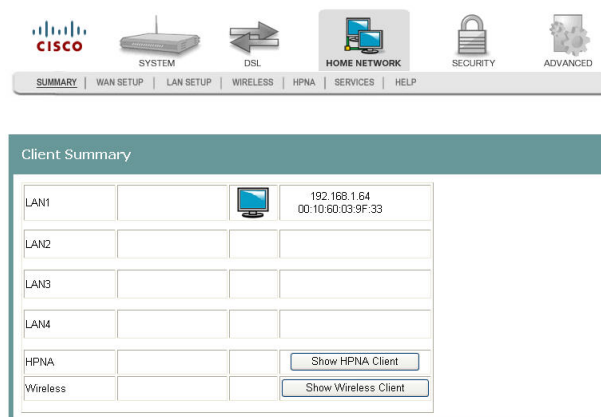 CISCO
SYSTEM
DSL
HOME NETWORK
SECURITY
ADVANCED
SUMMARY | WAN SETUP | LAN SETUP | WIRELESS | HPNA | SERVICES | HELP
Client Summary
LAN1
192.168.1.64
00:10:60:03:9F:33
LAN2
LAN3
LAN4
HPNA
Show HPNA Client
Wireless
Show Wireless Client